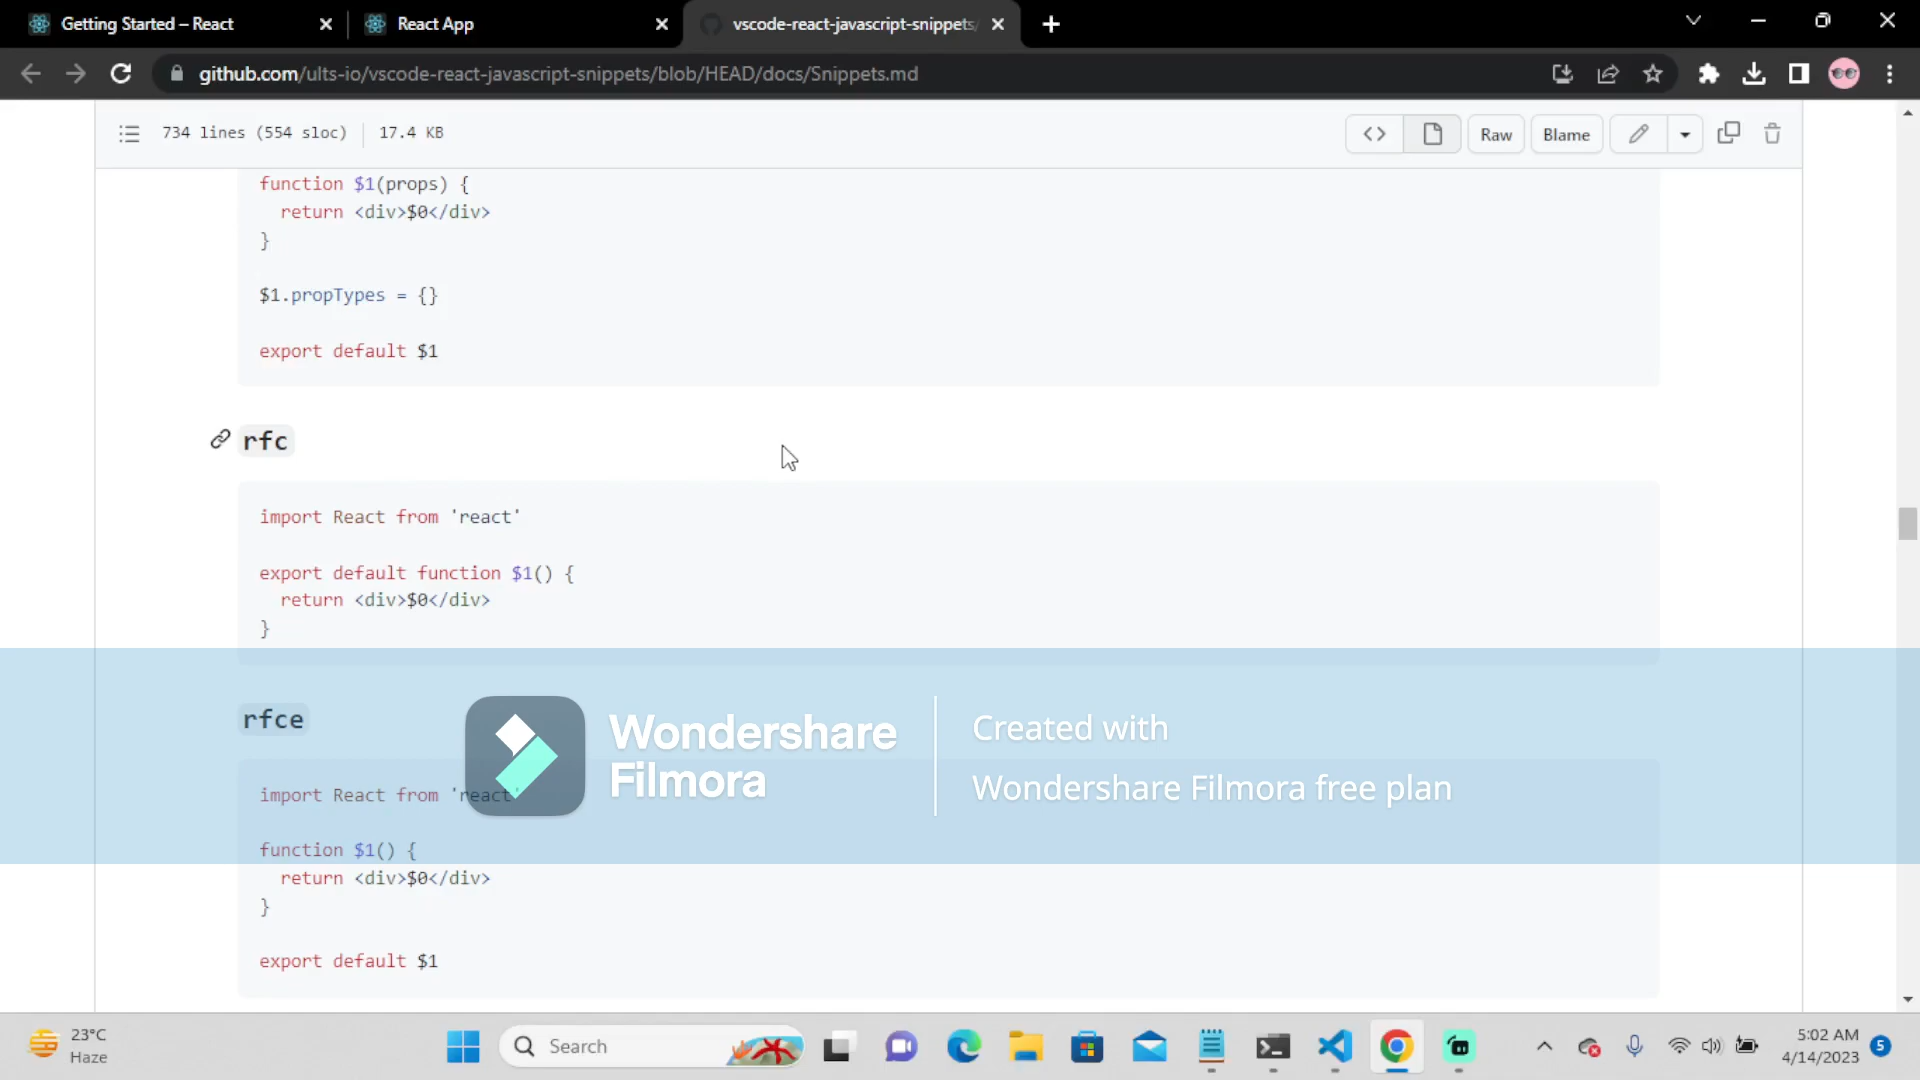 Getting Started – React
React App
vscode-react-javascript-snippets/
github.com/ults-io/vscode-react-javascript-snippets/blob/HEAD/docs/Snippets.md
734 lines (554 sloc)
17.4 KB
Raw
Blame
function $1(props) {
return <div>$0</div>
}
$1.propTypes = {}
export default $1
rfc
import React from 'react'
export default function $1() {
return <div>$0</div>
}
rfce
Wondershare
Filmora
Created with
Wondershare Filmora free plan
import React from 'react'
function $1() {
return <div>$0</div>
}
export default $1
23°C
Haze
Search
5:02 AM
4/14/2023
5